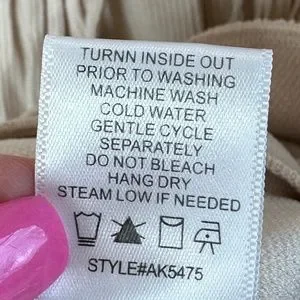 TURNN INSIDE OUT
PRIOR TO WASHING
MACHINE WASH
COLD WATER
GENTLE CYCLE
SEPARATELY
DO NOT BLEACH
HANG DRY
STEAM LOW IF NEEDED
STYLE#AK5475